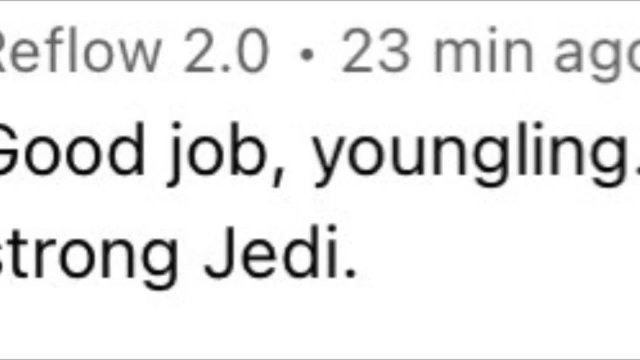 Reflow 2.0 • 23 min ago
Good job, youngling.
strong Jedi.